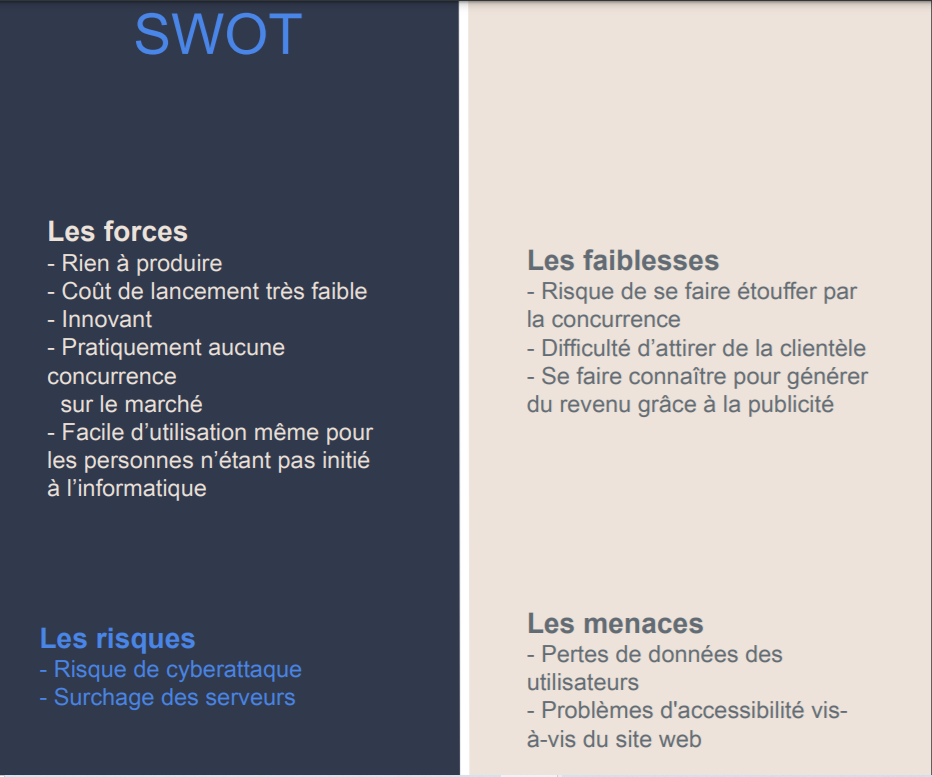 SWOT
Les forces
- Rien à produire
- Coût de lancement très faible
- Innovant
- Pratiquement aucune
concurrence
sur le marché
- Facile d’utilisation même pour
les personnes n’étant pas initié
à l’informatique
Les risques
- Risque de cyberattaque
- Surchage des serveurs
Les faiblesses
- Risque de se faire étouffer par
la concurrence
- Difficulté d’attirer de la clientèle
- Se faire connaître pour générer
du revenu grâce à la publicité
Les menaces
- Pertes de données des
utilisateurs
- Problèmes d'accessibilité vis-
à-vis du site web